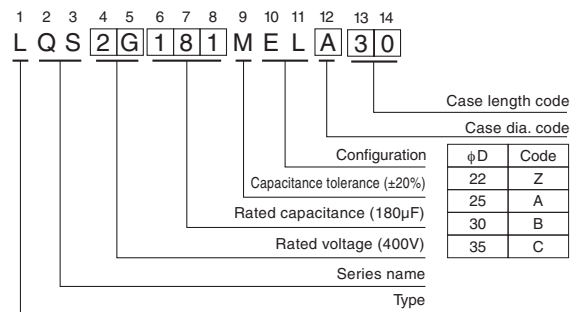 1 2 3 4 5 6 7 8 9 10 11 12 13 14
L Q S 2 G 1 8 1 M E L A 3 0
Case length code
Case dia. code
Configuration
Capacitance tolerance (±20%)
Rated capacitance (180µF)
Rated voltage (400V)
Series name
Type
ϕD Code
22 Z
25 A
30 B
35 C